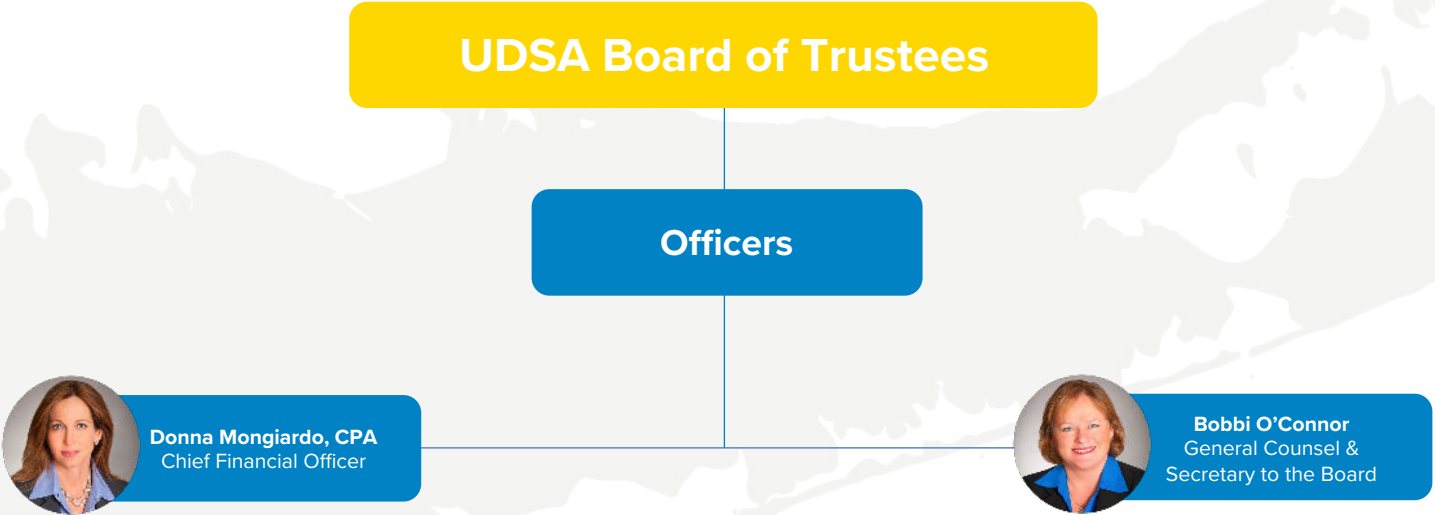 UDSA Board of Trustees
Officers
Donna Mongiardo, CPA
Chief Financial Officer
Bobbi O’Connor
General Counsel &
Secretary to the Board